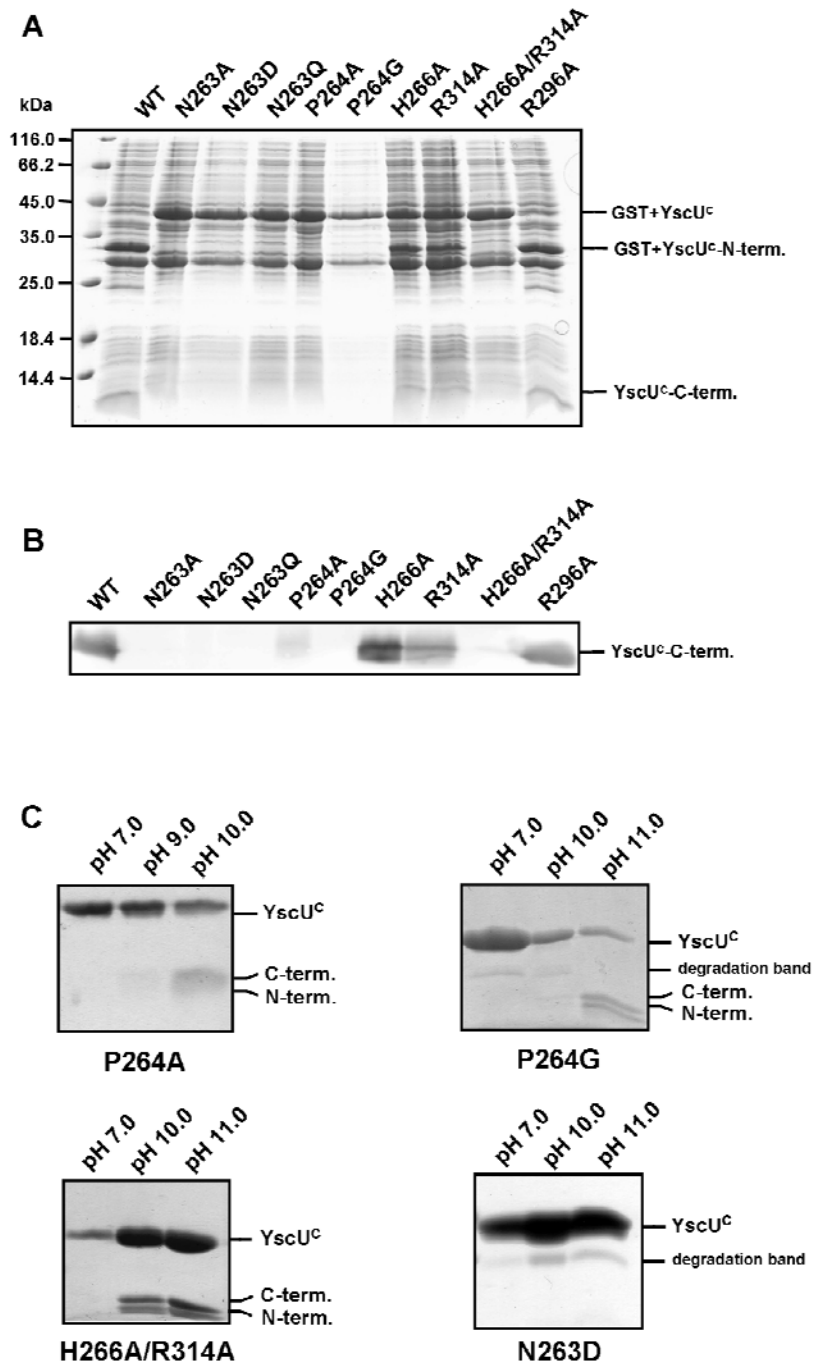 A
kDa
WT N263A N263D N263Q P264A P264G H266A R314A H266A/R314A R296A
116.0
66.2
45.0
35.0
25.0
18.4
14.4
GST+YscUᶜ
GST+YscUᶜ-N-term.
YscUᶜ-C-term.
B
WT N263A N263D N263Q P264A P264G H266A R314A H266A/R314A R296A
YscUᶜ-C-term.
C
pH 7.0 pH 9.0 pH 10.0
YscUᶜ
C-term.
N-term.
P264A
pH 7.0 pH 10.0 pH 11.0
YscUᶜ
degradation band
C-term.
N-term.
P264G
pH 7.0 pH 10.0 pH 11.0
YscUᶜ
C-term.
N-term.
H266A/R314A
pH 7.0 pH 10.0 pH 11.0
YscUᶜ
degradation band
N263D